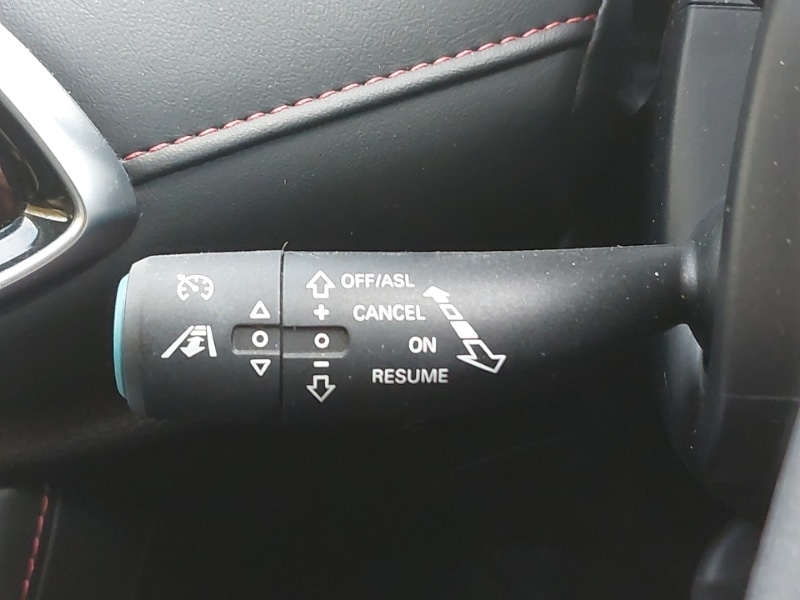 OFF/ASL
+ CANCEL
O O ON
- RESUME